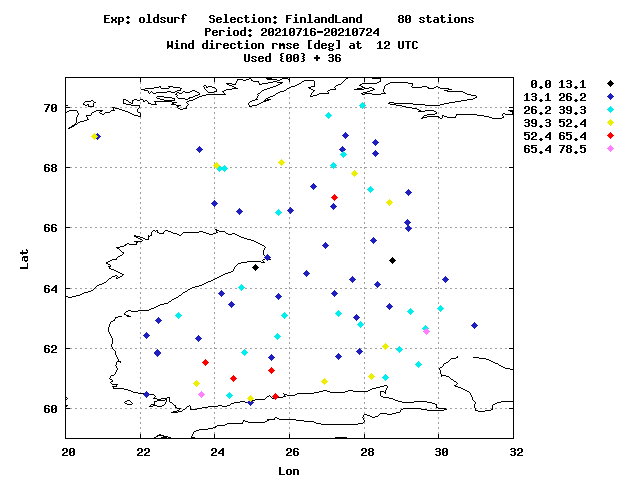 Exp: oldsurf   Selection: FinlandLand     80 stations
Period: 20210716-20210724
Wind direction rmse [deg] at  12 UTC
Used {00} + 36
0.0 13.1
13.1 26.2
26.2 39.3
39.3 52.4
52.4 65.4
65.4 78.5
70
68
66
64
62
60
Lat
20 22 24 26 28 30 32
Lon